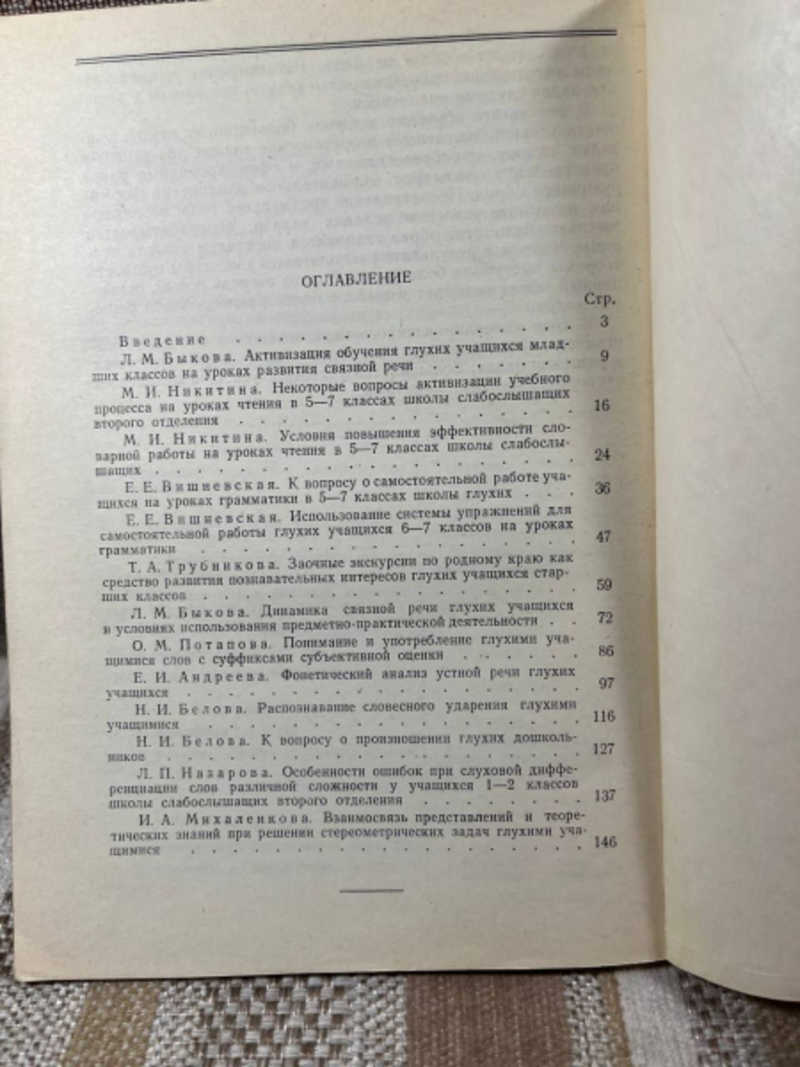 ОГЛАВЛЕНИЕ
Стр.
Введение . . . . . . . . . . . . . 3
Л. М. Быкова. Активизация обучения глухих учащихся млад-
ших классов на уроках развития связной речи . . . . . . 9
М. И. Никитина. Некоторые вопросы активизации учебного
процесса на уроках чтения в 5—7 классах школы слабослышащих
второго отделения . . . . . . . . . . . . . 16
М. И. Никитина. Условия повышения эффективности сло-
варной работы на уроках чтения в 5—7 классах школы слабослы-
шащих . . . . . . . . . . . . . . . . 24
Е. Е. Вишневская. К вопросу о самостоятельной работе уча-
щихся на уроках грамматики в 5—7 классах школы глухих . . . 36
Е. Е. Вишневская. Использование системы упражнений для
самостоятельной работы глухих учащихся 6—7 классов на уроках
грамматики . . . . . . . . . . . . . . 47
Т. А. Трубникова. Заочные экскурсии по родному краю как
средство развития познавательных интересов глухих учащихся стар-
ших классов . . . . . . . . . . . . . . 59
Л. М. Быкова. Динамика связной речи глухих учащихся
в условиях использования предметно-практической деятельности . . 72
О. М. Потапова. Понимание и употребление глухими уча-
щимися слов с суффиксами субъективной оценки . . . . . 86
Е. И. Андреева. Фонетический анализ устной речи глухих
учащихся . . . . . . . . . . . . . . . 97
Н. И. Белова. Распознавание словесного ударения глухими
учащимися . . . . . . . . . . . . . . 116
Н. И. Белова. К вопросу о произношении глухих дошколь-
ников . . . . . . . . . . . . . . . . 127
Л. П. Назарова. Особенности ошибок при слуховой диффе-
ренциации слов различной сложности у учащихся 1—2 классов
школы слабослышащих второго отделения . . . . . . . 137
И. А. Михаленкова. Взаимосвязь представлений и теоре-
тических знаний при решении стереометрических задач глухими уча-
щимися . . . . . . . . . . . . . . . 146